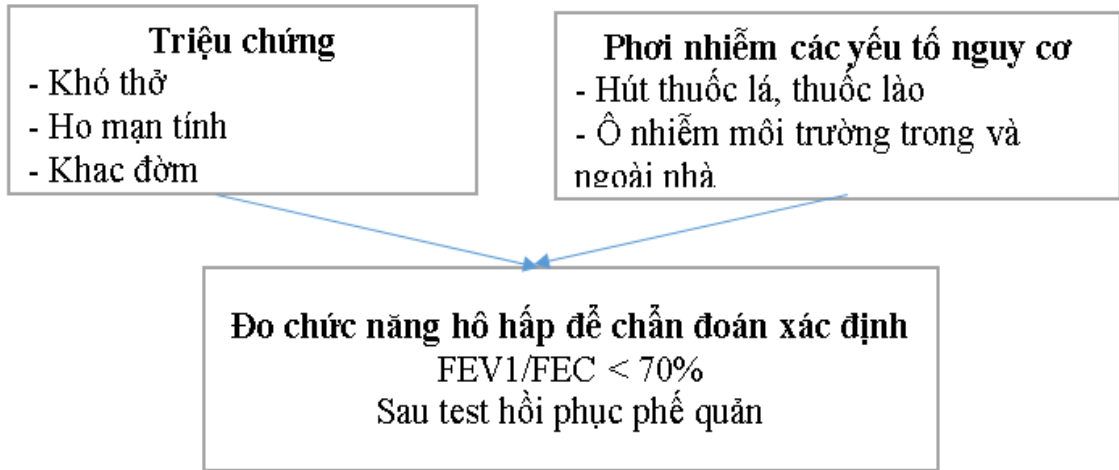 Triệu chứng
- Khó thở
- Ho mạn tính
- Khac đờm
Phơi nhiễm các yếu tố nguy cơ
- Hút thuốc lá, thuốc lào
- Ô nhiễm môi trường trong và
ngoài nhà
Đo chức năng hô hấp để chẩn đoán xác định
FEV1/FEC < 70%
Sau test hồi phục phế quản